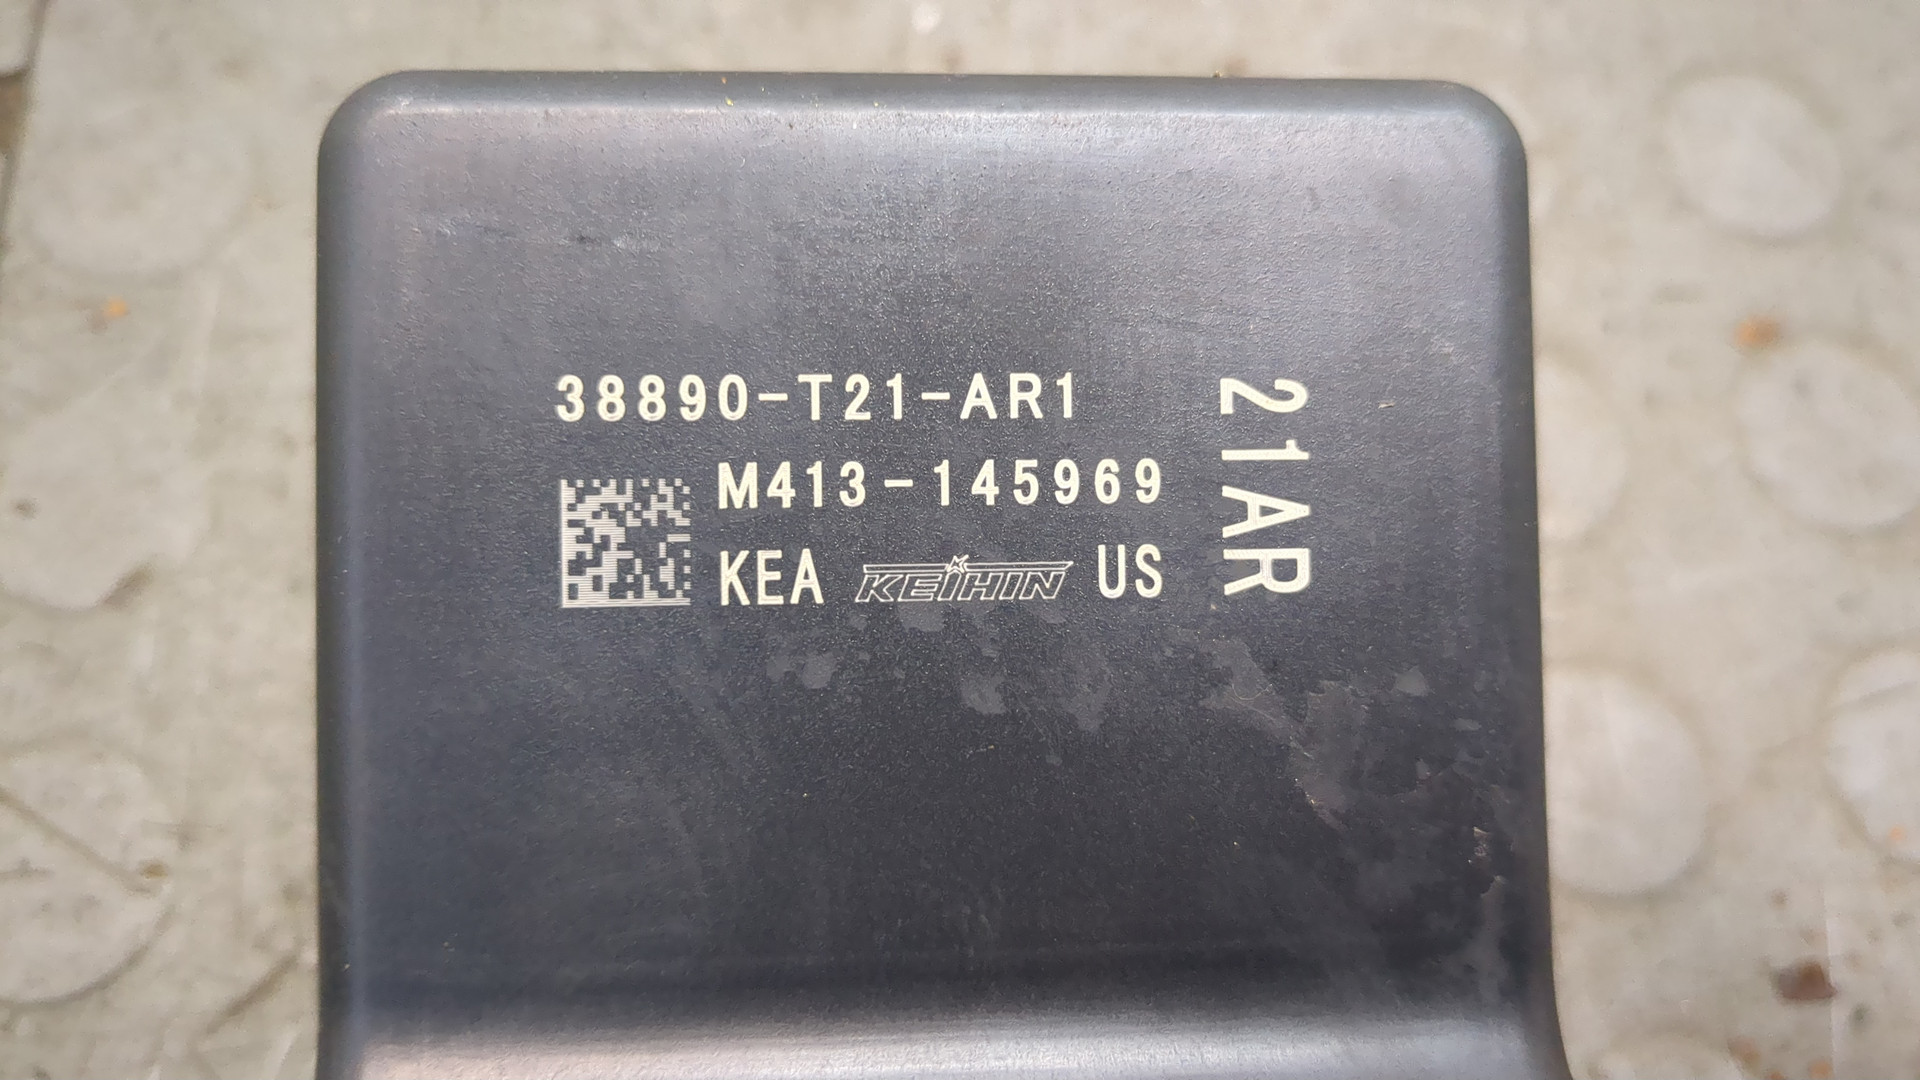 38890-T21-AR1
M413-145969
KEA KEIHIN US
21AR